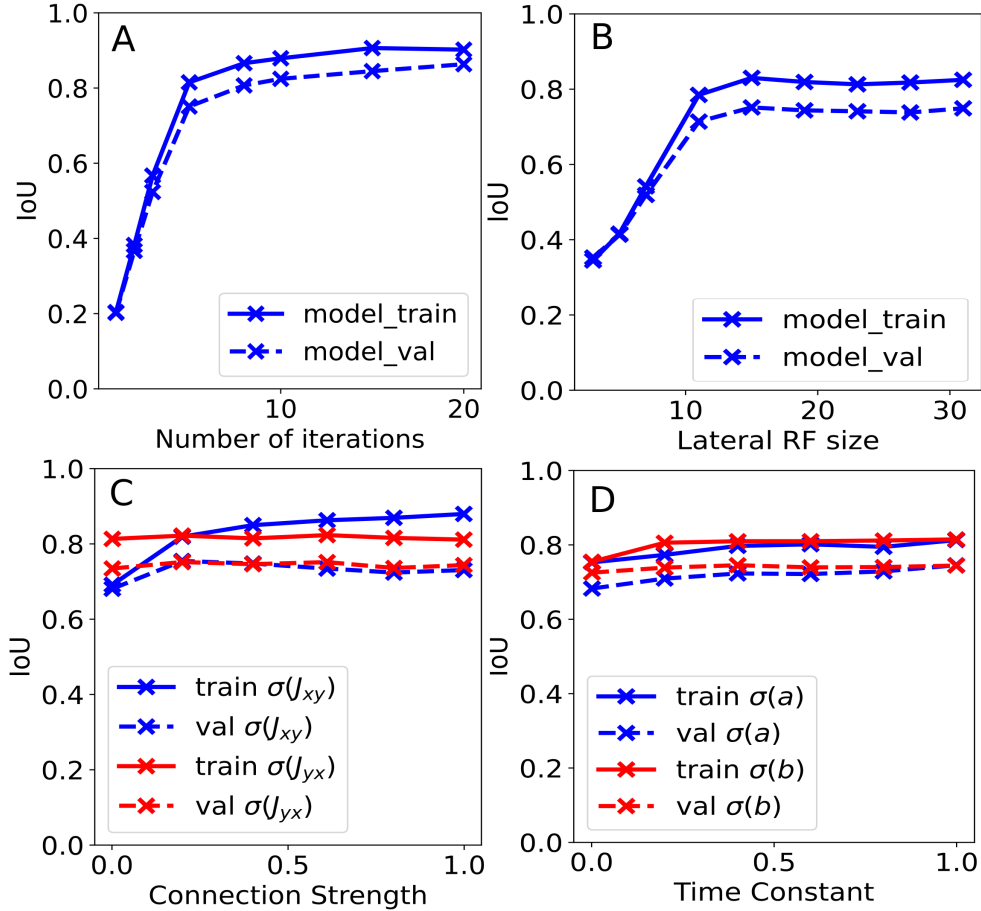 A
1.0
0.8
0.6
0.4
0.2
0.0
IoU
10
20
Number of iterations
model_train
model_val
B
1.0
0.8
0.6
0.4
0.2
0.0
IoU
10
20
30
Lateral RF size
model_train
model_val
C
1.0
0.8
0.6
0.4
0.2
0.0
IoU
0.0
0.5
1.0
Connection Strength
train σ(J_xy)
val σ(J_xy)
train σ(J_yx)
val σ(J_yx)
D
1.0
0.8
0.6
0.4
0.2
0.0
IoU
0.0
0.5
1.0
Time Constant
train σ(a)
val σ(a)
train σ(b)
val σ(b)